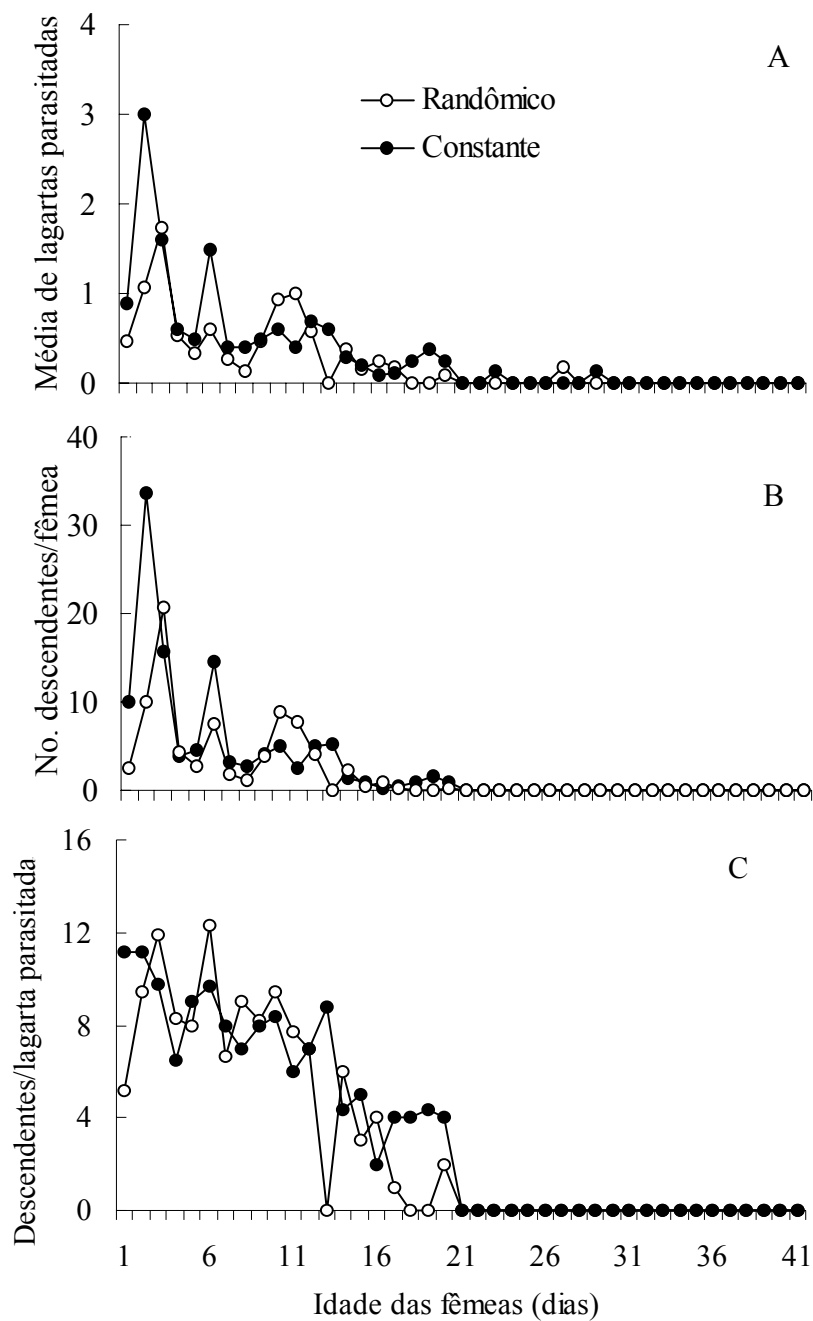 4
A
3
2
1
0
Média de lagartas parasitadas
Randômico
Constante
40
B
30
20
10
0
No. descendentes/fêmea
16
C
12
8
4
0
Descendentes/lagarta parasitada
1 6 11 16 21 26 31 36 41
Idade das fêmeas (dias)